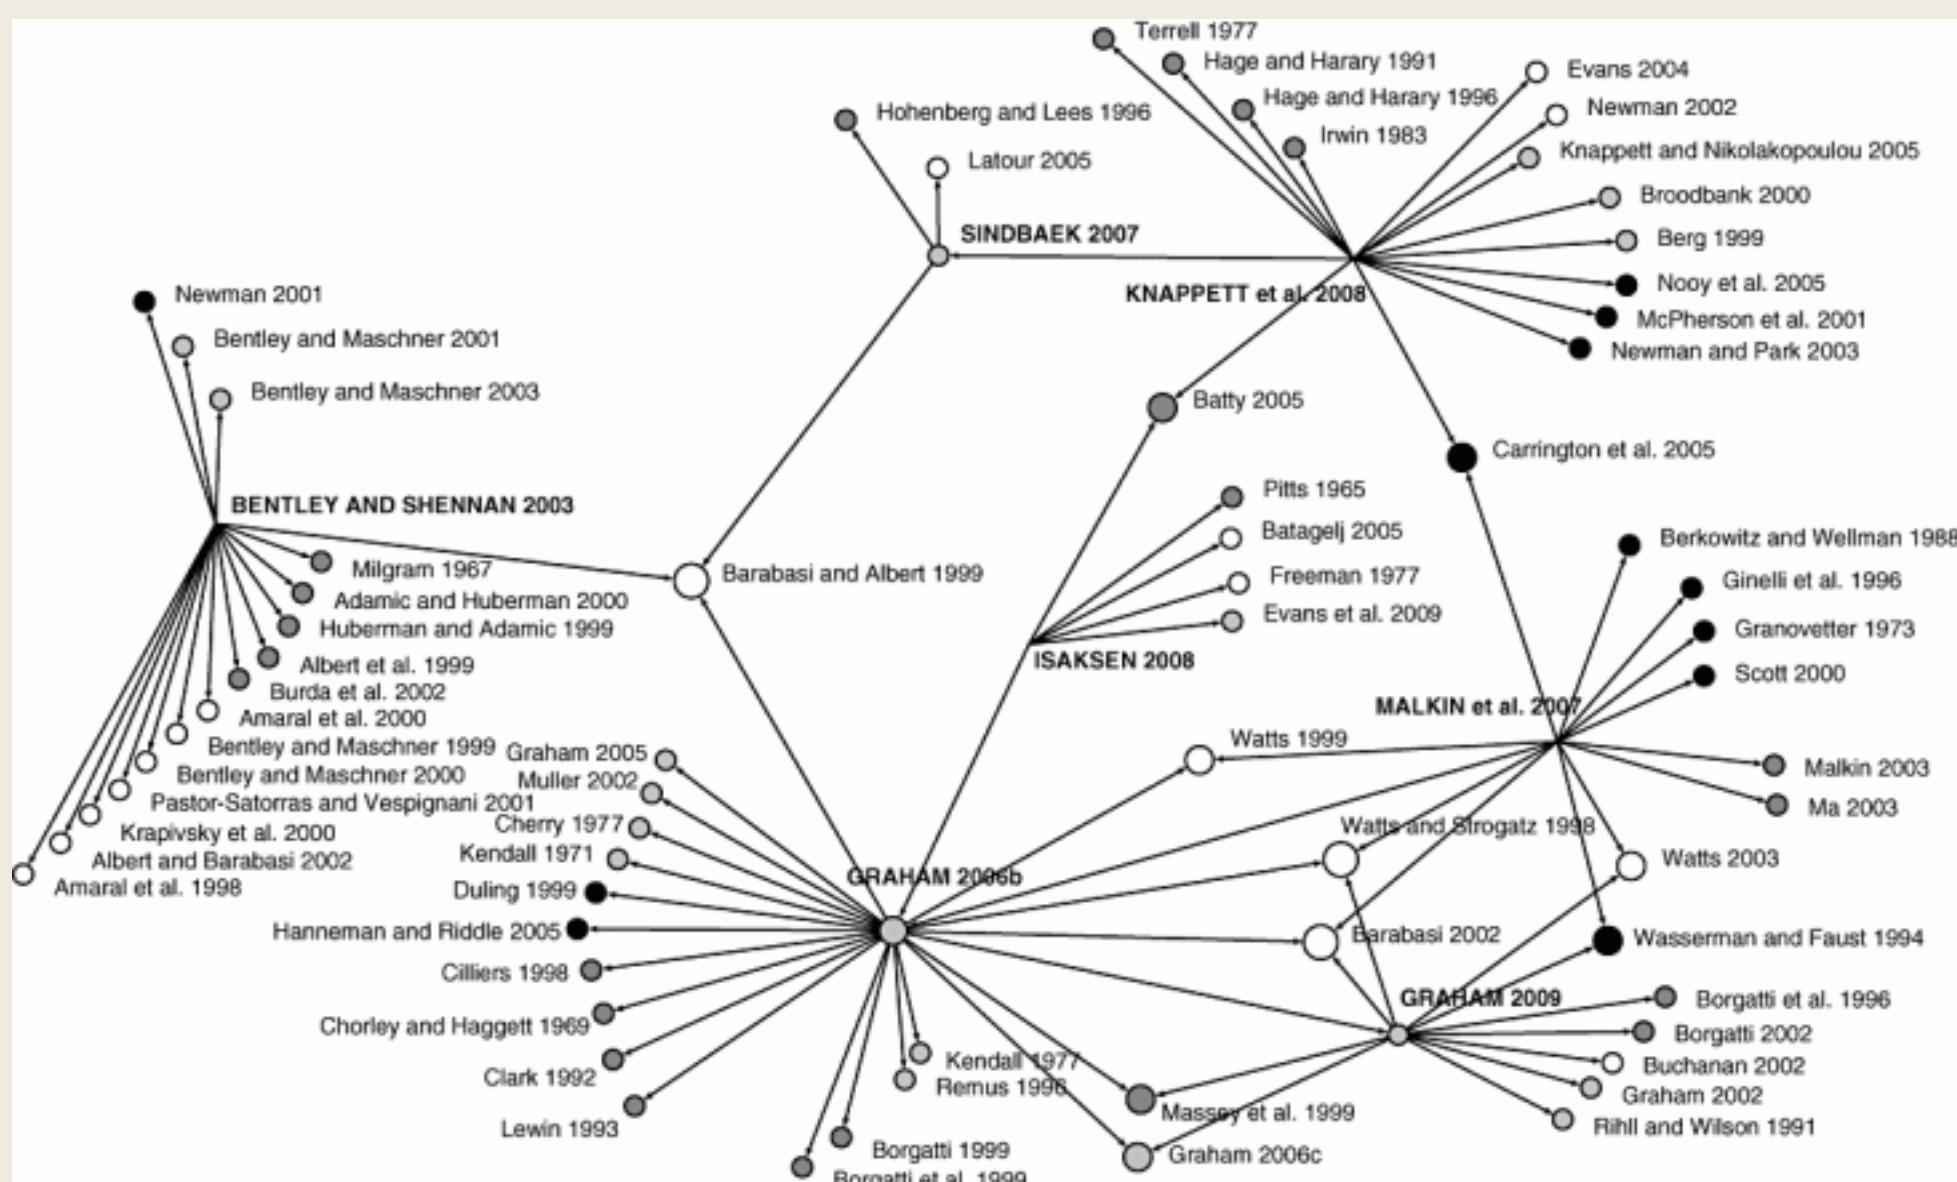 Terrell 1977
Hage and Harary 1991
Evans 2004
Hage and Harary 1996
Newman 2002
Hohenberg and Lees 1996
Irwin 1983
Knappett and Nikolakopoulou 2005
Latour 2005
Broodbank 2000
SINDBAEK 2007
Berg 1999
KNAPPETT et al. 2008
Nooy et al. 2005
Newman 2001
McPherson et al. 2001
Bentley and Maschner 2001
Newman and Park 2003
Bentley and Maschner 2003
Batty 2005
Carrington et al. 2005
Pitts 1965
BENTLEY AND SHENNAN 2003
Batagelj 2005
Berkowitz and Wellman 1988
Milgram 1967
Barabasi and Albert 1999
Freeman 1977
Ginelli et al. 1996
Adamic and Huberman 2000
Evans et al. 2009
Huberman and Adamic 1999
Granovetter 1973
Albert et al. 1999
ISAKSEN 2008
Scott 2000
Burda et al. 2002
MALKIN et al. 2007
Amaral et al. 2000
Watts 1999
Bentley and Maschner 1999
Graham 2005
Malkin 2003
Bentley and Maschner 2000
Muller 2002
Pastor-Satorras and Vespignani 2001
Ma 2003
Cherry 1977
Watts and Strogatz 1998
Krapivsky et al. 2000
Kendall 1971
Watts 2003
Albert and Barabasi 2002
GRAHAM 2006b
Amaral et al. 1998
Duling 1999
Hanneman and Riddle 2005
Barabasi 2002
Wasserman and Faust 1994
Cilliers 1998
GRAHAM 2009
Borgatti et al. 1996
Chorley and Haggett 1969
Borgatti 2002
Kendall 1977
Buchanan 2002
Clark 1992
Remus 1996
Graham 2002
Massey et al. 1999
Rihll and Wilson 1991
Lewin 1993
Borgatti 1999
Graham 2006c
Borgatti et al. 1999